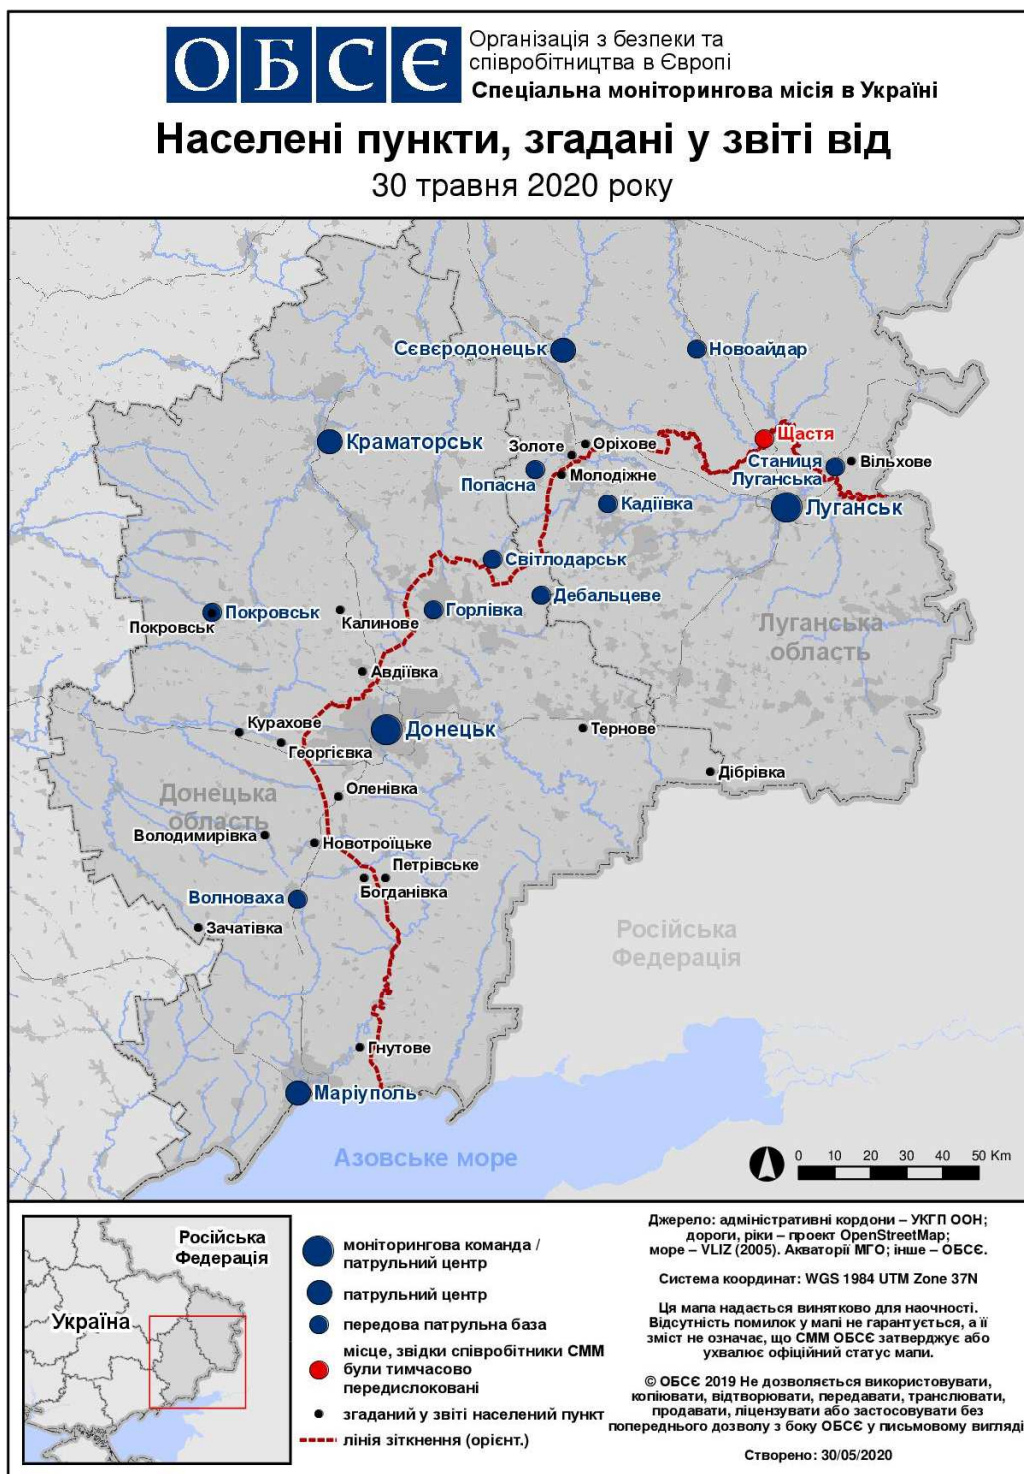 ОБСЄ
Організація з безпеки та
співробітництва в Європі
Спеціальна моніторингова місія в Україні
Населені пункти, згадані у звіті від
30 травня 2020 року
Сєвєродонецьк
Новоайдар
Краматорськ
Золоте
Оріхове
Щастя
Попасна
Молодіжне
Станиця
Луганська
Вільхове
Кадіївка
Луганськ
Світлодарськ
Дебальцеве
Покровськ
Покровськ
Калинове
Горлівка
Луганська
область
Авдіївка
Курахове
Георгіївка
Донецьк
Тернове
Дібрівка
Донецька
область
Оленівка
Володимирівка
Новотроїцьке
Петрівське
Богданівка
Волноваха
Зачатівка
Російська
Федерація
Гнутове
Маріуполь
Азовське море
0 10 20 30 40 50 Km
Російська
Федерація
Україна
моніторингова команда /
патрульний центр
патрульний центр
передова патрульна база
місце, звідки співробітники СММ
були тимчасово
передислоковані
згаданий у звіті населений пункт
лінія зіткнення (орієнт.)
Джерело: адміністративні кордони – УКГП ООН;
дороги, ріки – проект OpenStreetMap;
море – VLIZ (2005). Акваторії МГО; інше – ОБСЄ.
Система координат: WGS 1984 UTM Zone 37N
Ця мапа надається винятково для наочності.
Відсутність помилок у мапі не гарантується, а її
зміст не означає, що СММ ОБСЄ затверджує або
ухвалює офіційний статус мапи.
© ОБСЄ 2019 Не дозволяється використовувати,
копіювати, відтворювати, передавати, транслювати,
продавати, ліцензувати або застосовувати без
попереднього дозволу з боку ОБСЄ у письмовому вигляді
Створено: 30/05/2020